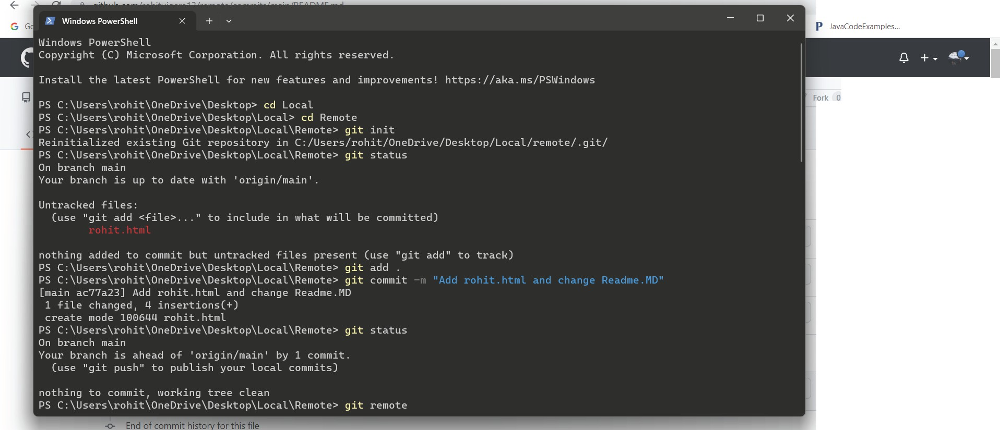 github.com/rohitujgare12/remote/commits/main/README.md
Windows PowerShell
JavaCodeExamples...
Windows PowerShell
Copyright (C) Microsoft Corporation. All rights reserved.
Install the latest PowerShell for new features and improvements! https://aka.ms/PSWindows
Fork 0
PS C:\Users\rohit\OneDrive\Desktop> cd Local
PS C:\Users\rohit\OneDrive\Desktop\Local> cd Remote
PS C:\Users\rohit\OneDrive\Desktop\Local\Remote> git init
Reinitialized existing Git repository in C:/Users/rohit/OneDrive/Desktop/Local/remote/.git/
PS C:\Users\rohit\OneDrive\Desktop\Local\Remote> git status
On branch main
Your branch is up to date with 'origin/main'.
Untracked files:
(use "git add <file>..." to include in what will be committed)
rohit.html
nothing added to commit but untracked files present (use "git add" to track)
PS C:\Users\rohit\OneDrive\Desktop\Local\Remote> git add .
PS C:\Users\rohit\OneDrive\Desktop\Local\Remote> git commit -m "Add rohit.html and change Readme.MD"
[main ac77a23] Add rohit.html and change Readme.MD
1 file changed, 4 insertions(+)
create mode 100644 rohit.html
PS C:\Users\rohit\OneDrive\Desktop\Local\Remote> git status
On branch main
Your branch is ahead of 'origin/main' by 1 commit.
(use "git push" to publish your local commits)
nothing to commit, working tree clean
PS C:\Users\rohit\OneDrive\Desktop\Local\Remote> git remote
End of commit history for this file